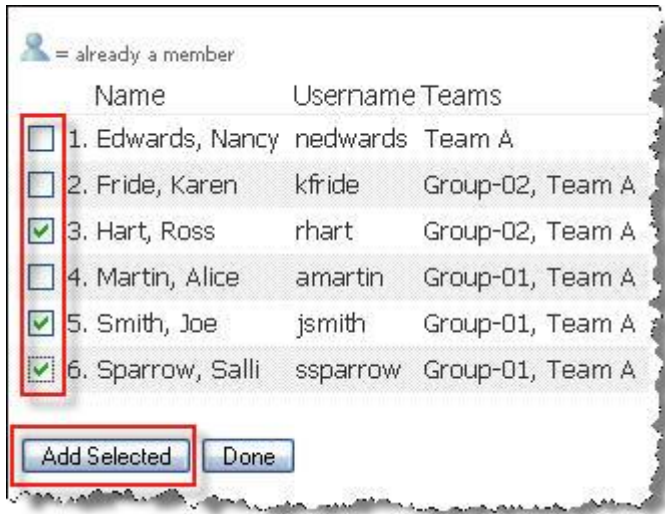 = already a member
Name Username Teams
1. Edwards, Nancy nedwards Team A
2. Fride, Karen kfride Group-02, Team A
3. Hart, Ross rhart Group-02, Team A
4. Martin, Alice amartin Group-01, Team A
5. Smith, Joe jsmith Group-01, Team A
6. Sparrow, Salli ssparrow Group-01, Team A
Add Selected Done